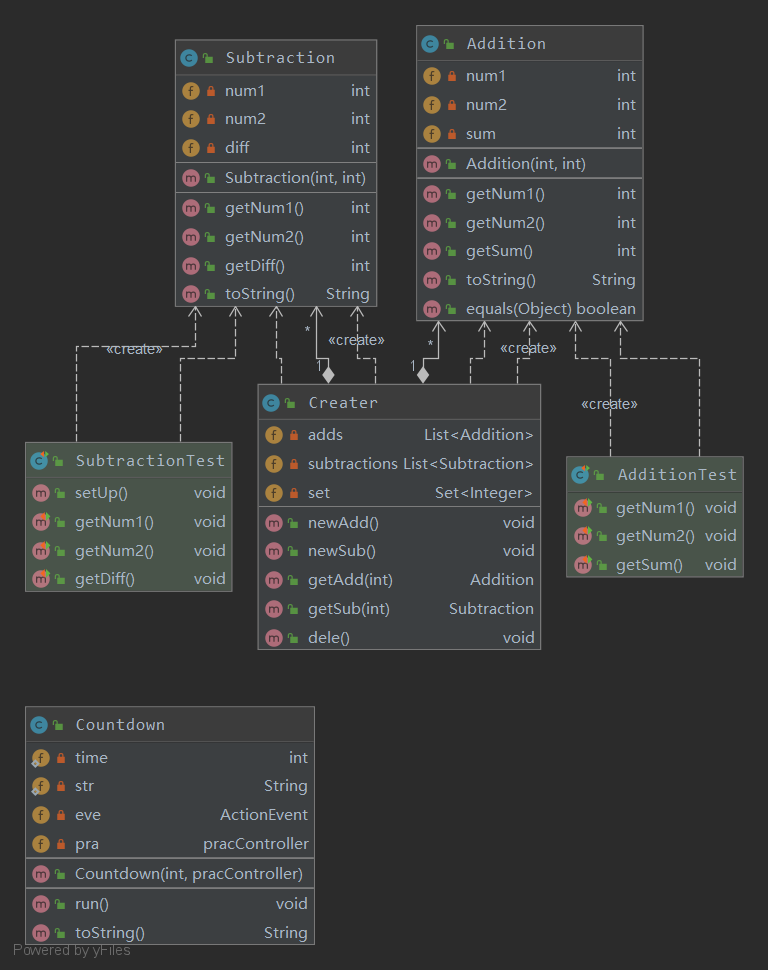 Subtraction
num1 int
num2 int
diff int
Subtraction(int, int)
getNum1() int
getNum2() int
getDiff() int
toString() String
Addition
num1 int
num2 int
sum int
Addition(int, int)
getNum1() int
getNum2() int
getSum() int
toString() String
equals(Object) boolean
«create»
*
1
«create»
*
1
«create»
«create»
SubtractionTest
setUp() void
getNum1() void
getNum2() void
getDiff() void
Creater
adds List<Addition>
subtractions List<Subtraction>
set Set<Integer>
newAdd() void
newSub() void
getAdd(int) Addition
getSub(int) Subtraction
dele() void
AdditionTest
getNum1() void
getNum2() void
getSum() void
Countdown
time int
str String
eve ActionEvent
pra pracController
Countdown(int, pracController)
run() void
toString() String
Powered by yFiles